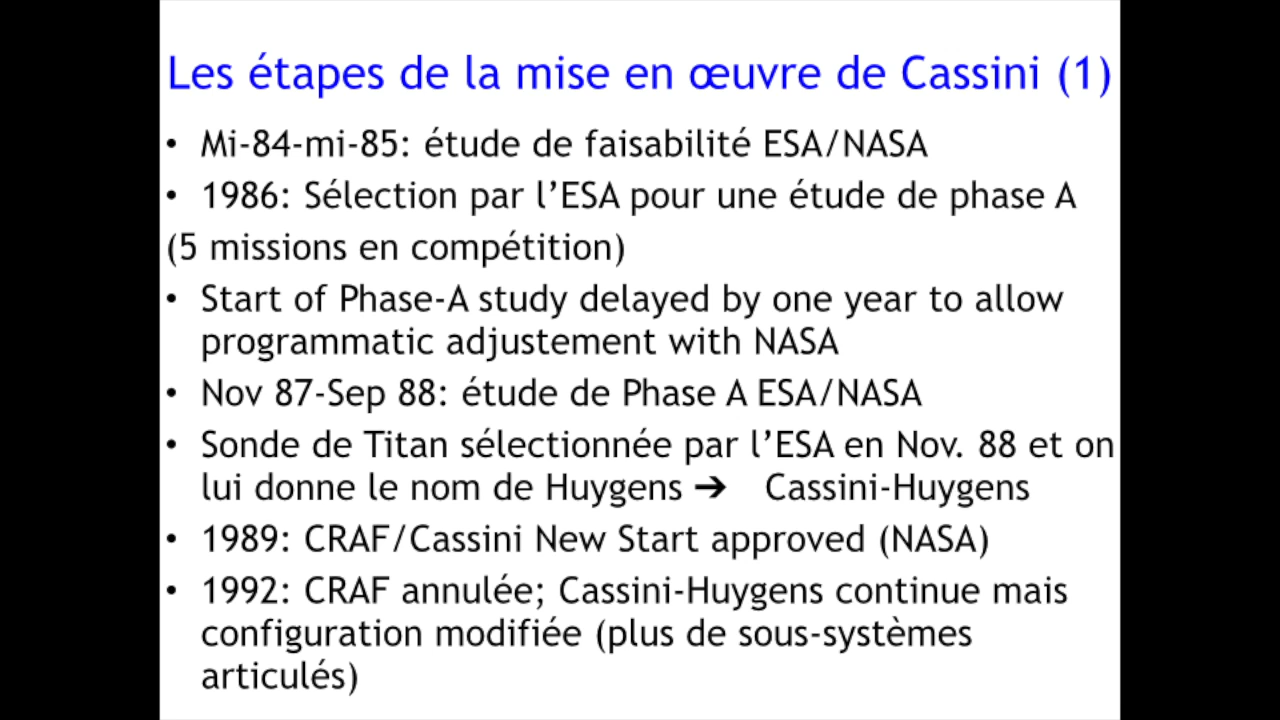 Les étapes de la mise en œuvre de Cassini (1)
• Mi-84-mi-85: étude de faisabilité ESA/NASA
• 1986: Sélection par l’ESA pour une étude de phase A
(5 missions en compétition)
• Start of Phase-A study delayed by one year to allow
programmatic adjustement with NASA
• Nov 87-Sep 88: étude de Phase A ESA/NASA
• Sonde de Titan sélectionnée par l’ESA en Nov. 88 et on
lui donne le nom de Huygens ➔ Cassini-Huygens
• 1989: CRAF/Cassini New Start approved (NASA)
• 1992: CRAF annulée; Cassini-Huygens continue mais
configuration modifiée (plus de sous-systèmes
articulés)